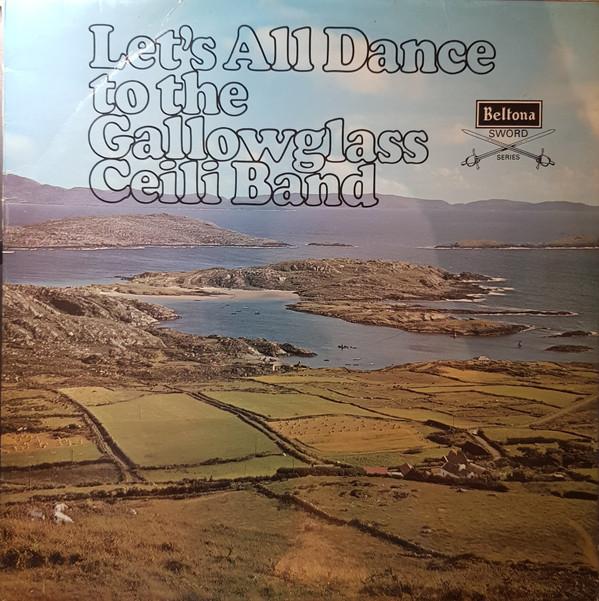 Let's All Dance
to the
Gallowglass
Ceili Band
Beltona
SWORD
SERIES